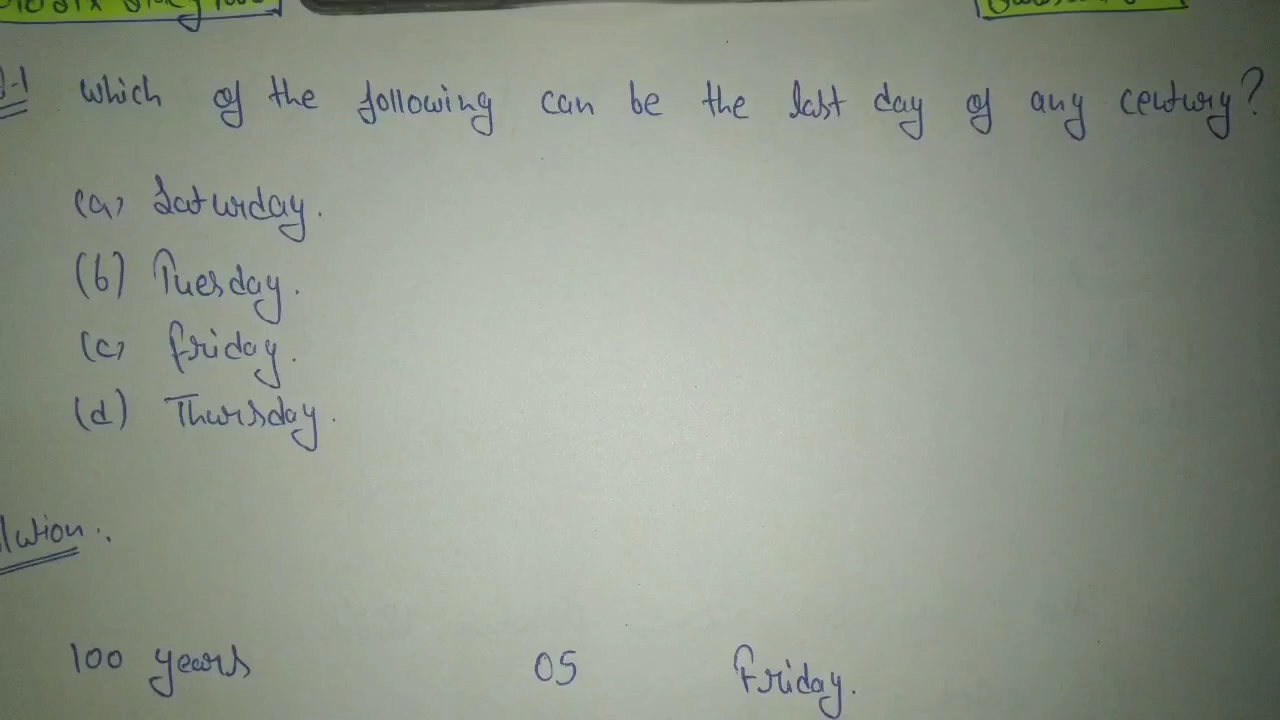 Which of the following can be the last day of any century?
(a) Saturday.
(b) Tuesday.
(c) friday.
(d) Thursday.
lution:
100 years 05 Friday.